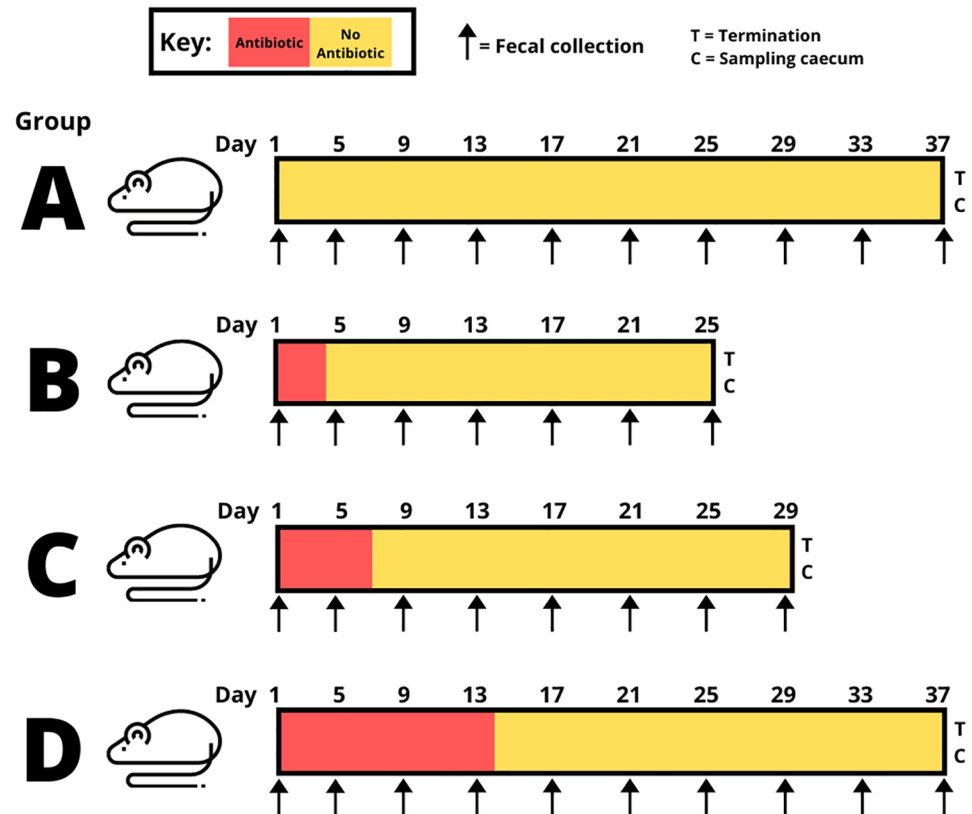 Key:
Antibiotic
No
Antibiotic
= Fecal collection
T = Termination
C = Sampling caecum
Group
A
Day 1 5 9 13 17 21 25 29 33 37
T
C
B
Day 1 5 9 13 17 21 25
T
C
C
Day 1 5 9 13 17 21 25 29
T
C
D
Day 1 5 9 13 17 21 25 29 33 37
T
C